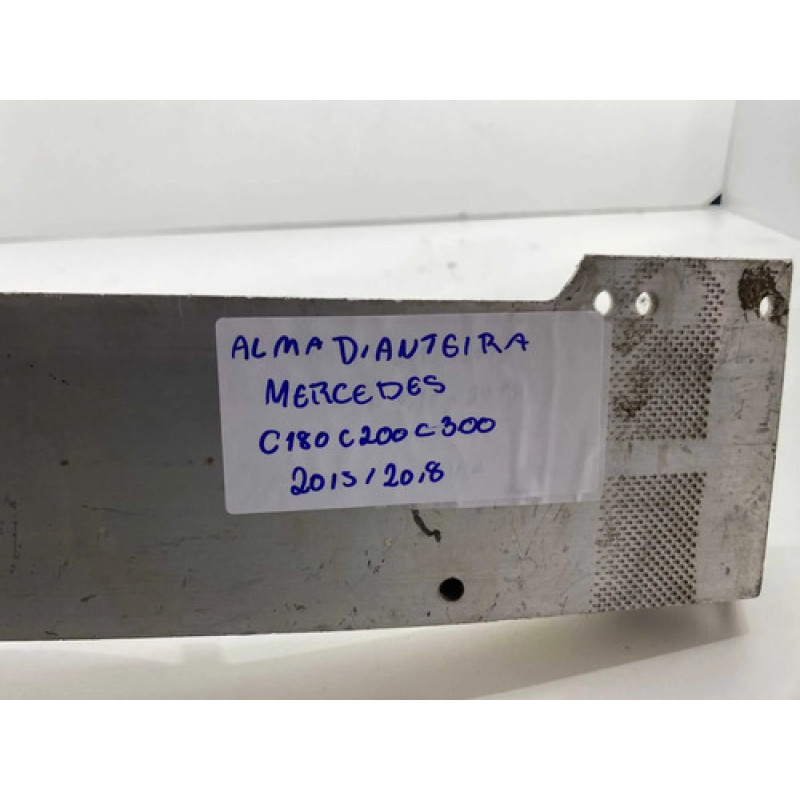 ALMA DIANTEIRA
MERCEDES
C180 C200 C300
2015/2018